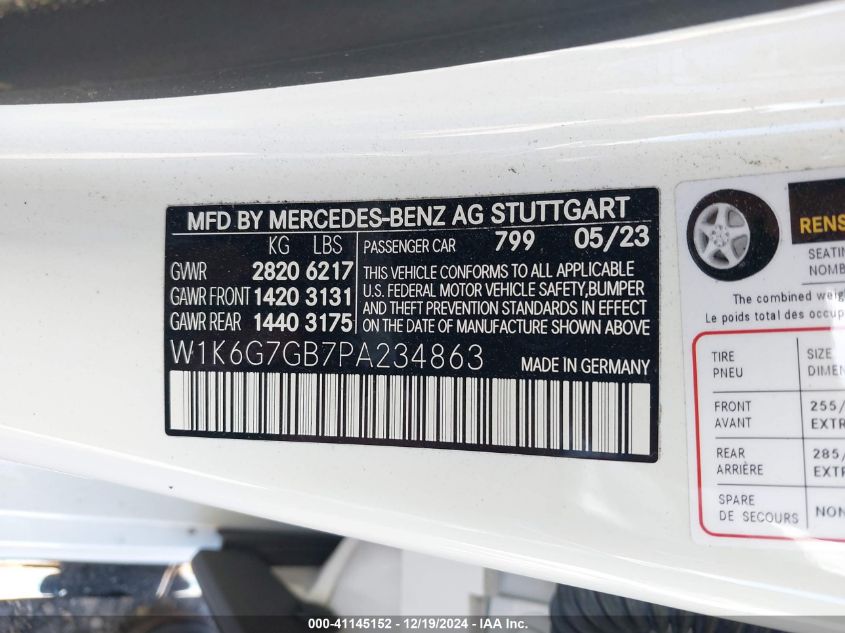 MFD BY MERCEDES-BENZ AG STUTTGART
KG LBS
GVWR 2820 6217
GAWR FRONT 1420 3131
GAWR REAR 1440 3175
PASSENGER CAR 799 05/23
THIS VEHICLE CONFORMS TO ALL APPLICABLE
U.S. FEDERAL MOTOR VEHICLE SAFETY, BUMPER
AND THEFT PREVENTION STANDARDS IN EFFECT
ON THE DATE OF MANUFACTURE SHOWN ABOVE.
W1K6G7GB7PA234863
MADE IN GERMANY
RENS
SEATIN
NOMB
The combined weig
Le poids total des occup
TIRE SIZE
PNEU DIMEN
FRONT 255/
AVANT EXTR
REAR 285/
ARRIÈRE EXTR
SPARE
DE SECOURS NON
000-41145152 - 12/19/2024 - IAA, Inc.